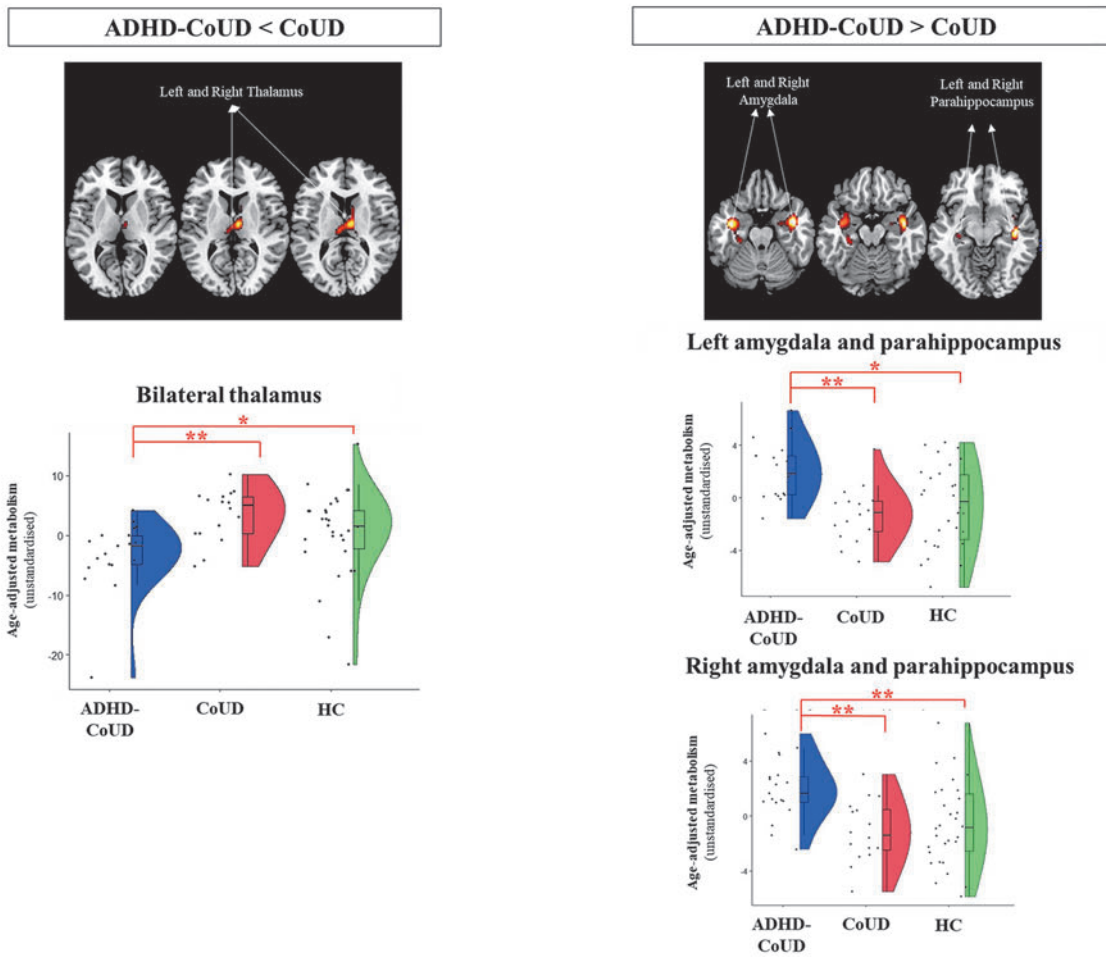 ADHD-CoUD < CoUD
Left and Right Thalamus
Bilateral thalamus
*
**
Age-adjusted metabolism
(unstandardised)
10
0
-10
-20
ADHD-
CoUD
CoUD
HC
ADHD-CoUD > CoUD
Left and Right
Amygdala
Left and Right
Parahippocampus
Left amygdala and parahippocampus
*
**
Age-adjusted metabolism
(unstandardised)
4
0
-4
ADHD-
CoUD
CoUD
HC
Right amygdala and parahippocampus
**
**
Age-adjusted metabolism
(unstandardised)
4
0
-4
ADHD-
CoUD
CoUD
HC